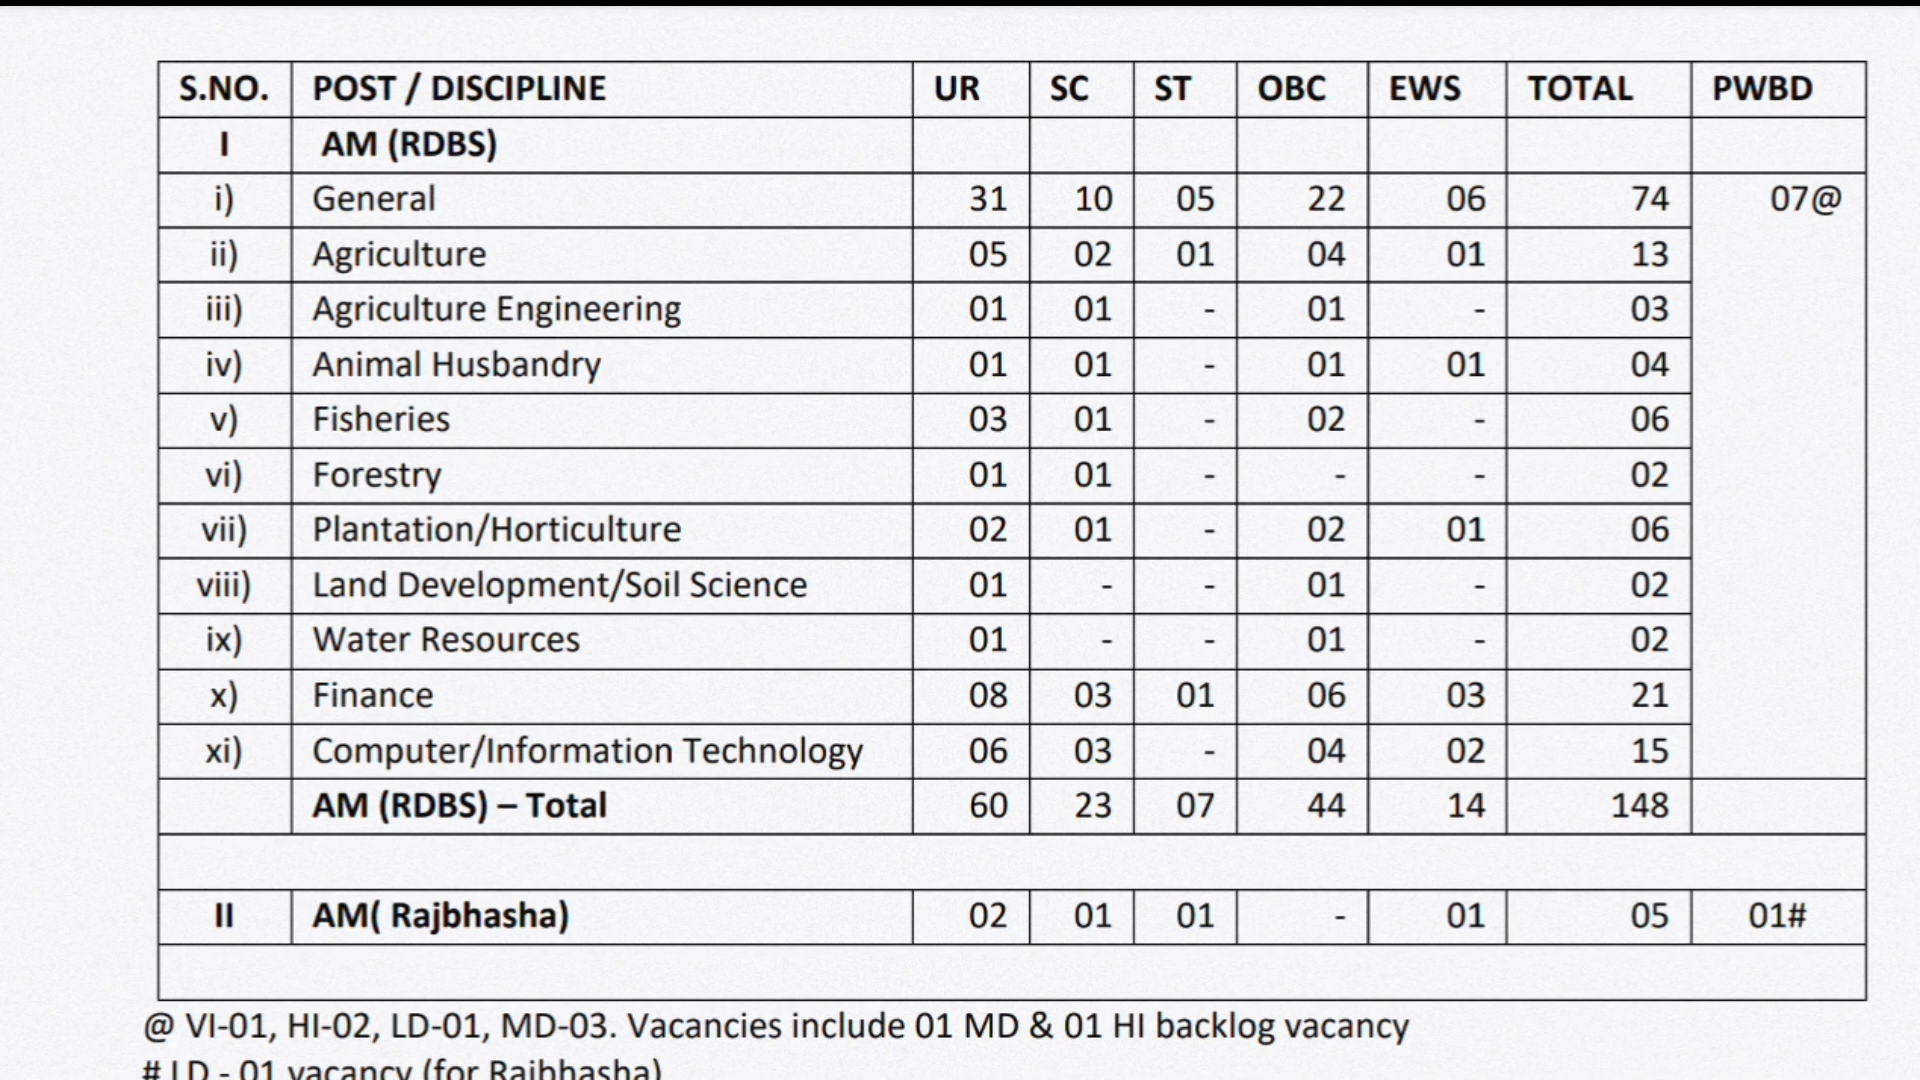 S.NO. POST / DISCIPLINE UR SC ST OBC EWS TOTAL PWBD
I AM (RDBS)
i) General 31 10 05 22 06 74 07@
ii) Agriculture 05 02 01 04 01 13
iii) Agriculture Engineering 01 01 - 01 - 03
iv) Animal Husbandry 01 01 - 01 01 04
v) Fisheries 03 01 - 02 - 06
vi) Forestry 01 01 - - - 02
vii) Plantation/Horticulture 02 01 - 02 01 06
viii) Land Development/Soil Science 01 - - 01 - 02
ix) Water Resources 01 - - 01 - 02
x) Finance 08 03 01 06 03 21
xi) Computer/Information Technology 06 03 - 04 02 15
AM (RDBS) – Total 60 23 07 44 14 148
II AM( Rajbhasha) 02 01 01 - 01 05 01#
@ VI-01, HI-02, LD-01, MD-03. Vacancies include 01 MD & 01 HI backlog vacancy
# LD - 01 vacancy (for Rajbhasha)